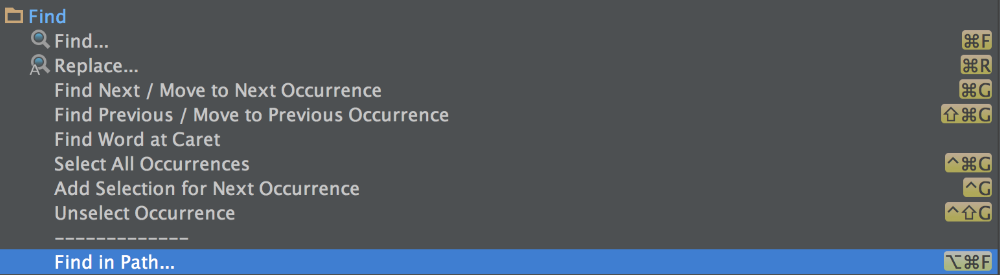 Find
Find... ⌘F
Replace... ⌘R
Find Next / Move to Next Occurrence ⌘G
Find Previous / Move to Previous Occurrence ⇧⌘G
Find Word at Caret
Select All Occurrences ^⌘G
Add Selection for Next Occurrence ^G
Unselect Occurrence ^⇧G
-------------
Find in Path... ⌥⌘F